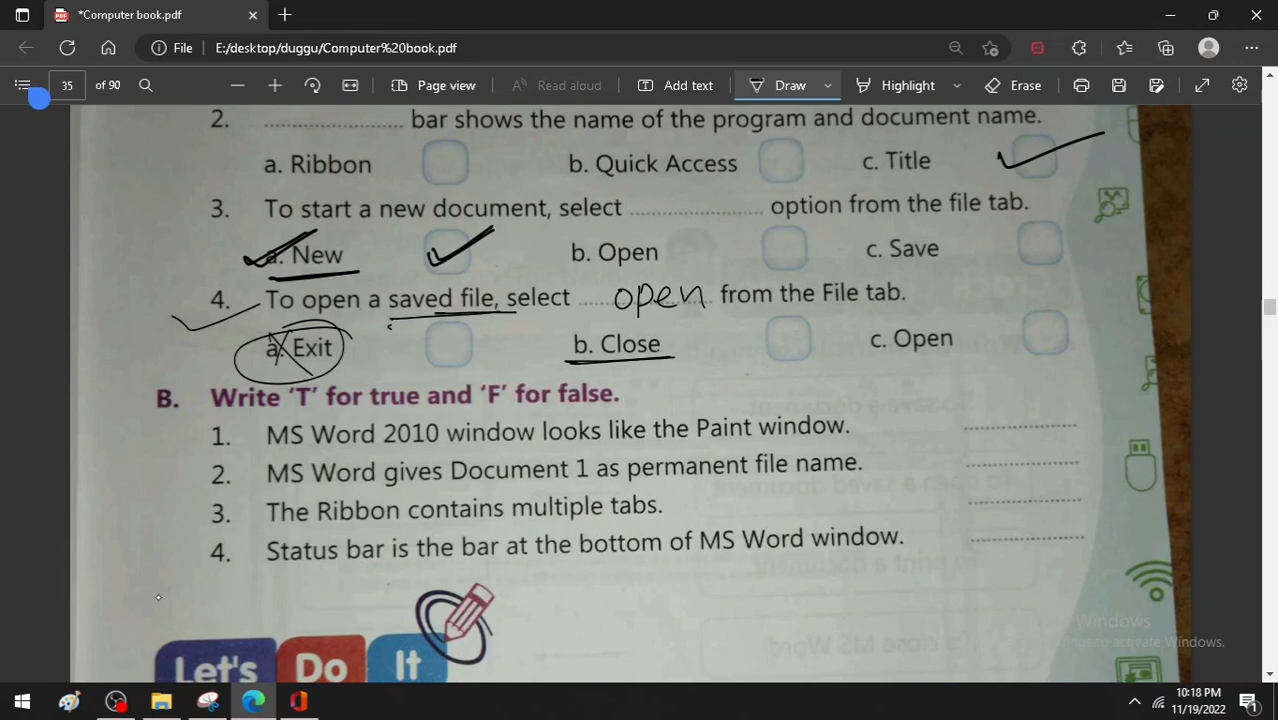 *Computer book.pdf
File E:/desktop/duggu/Computer%20book.pdf
35 of 90 Page view Read aloud Add text Draw Highlight Erase
2. .......................... bar shows the name of the program and document name.
a. Ribbon b. Quick Access c. Title
3. To start a new document, select .......................... option from the file tab.
a. New b. Open c. Save
4. To open a saved file, select ..... open ..... from the File tab.
a. Exit b. Close c. Open
B. Write ‘T’ for true and ‘F’ for false.
1. MS Word 2010 window looks like the Paint window. ......................
2. MS Word gives Document 1 as permanent file name. ......................
3. The Ribbon contains multiple tabs. ......................
4. Status bar is the bar at the bottom of MS Word window. ......................
Let's Do It
Windows
ings to activate Windows.
10:18 PM
11/19/2022